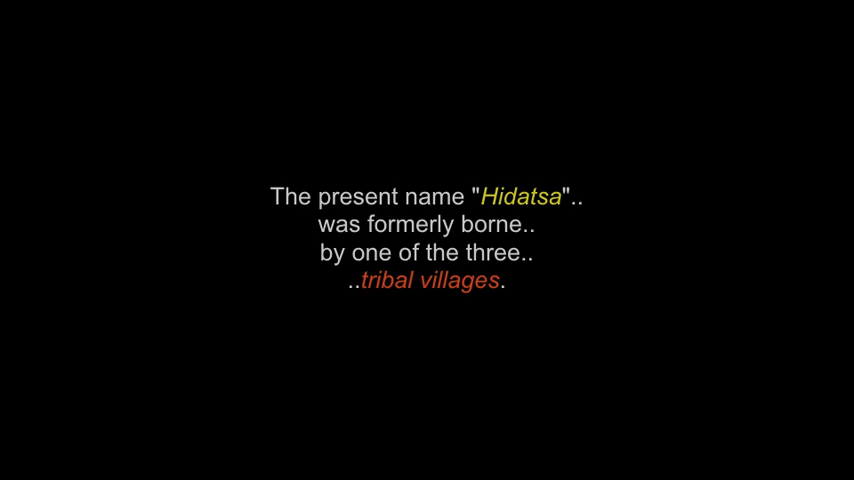 The present name "Hidatsa"..
was formerly borne..
by one of the three..
..tribal villages.